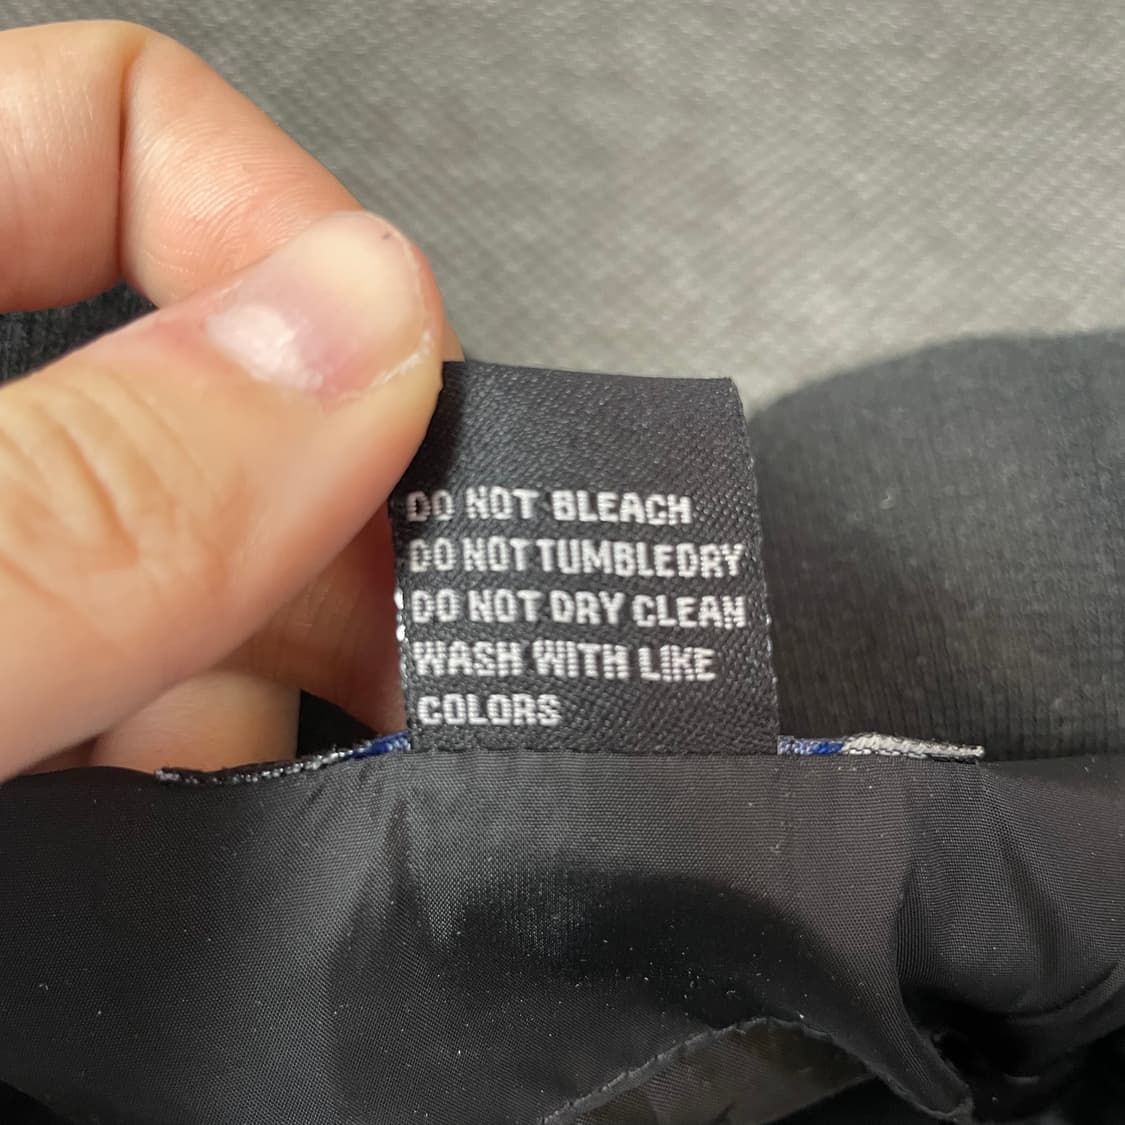 DO NOT BLEACH
DO NOT TUMBLEDRY
DO NOT DRY CLEAN
WASH WITH LIKE
COLORS